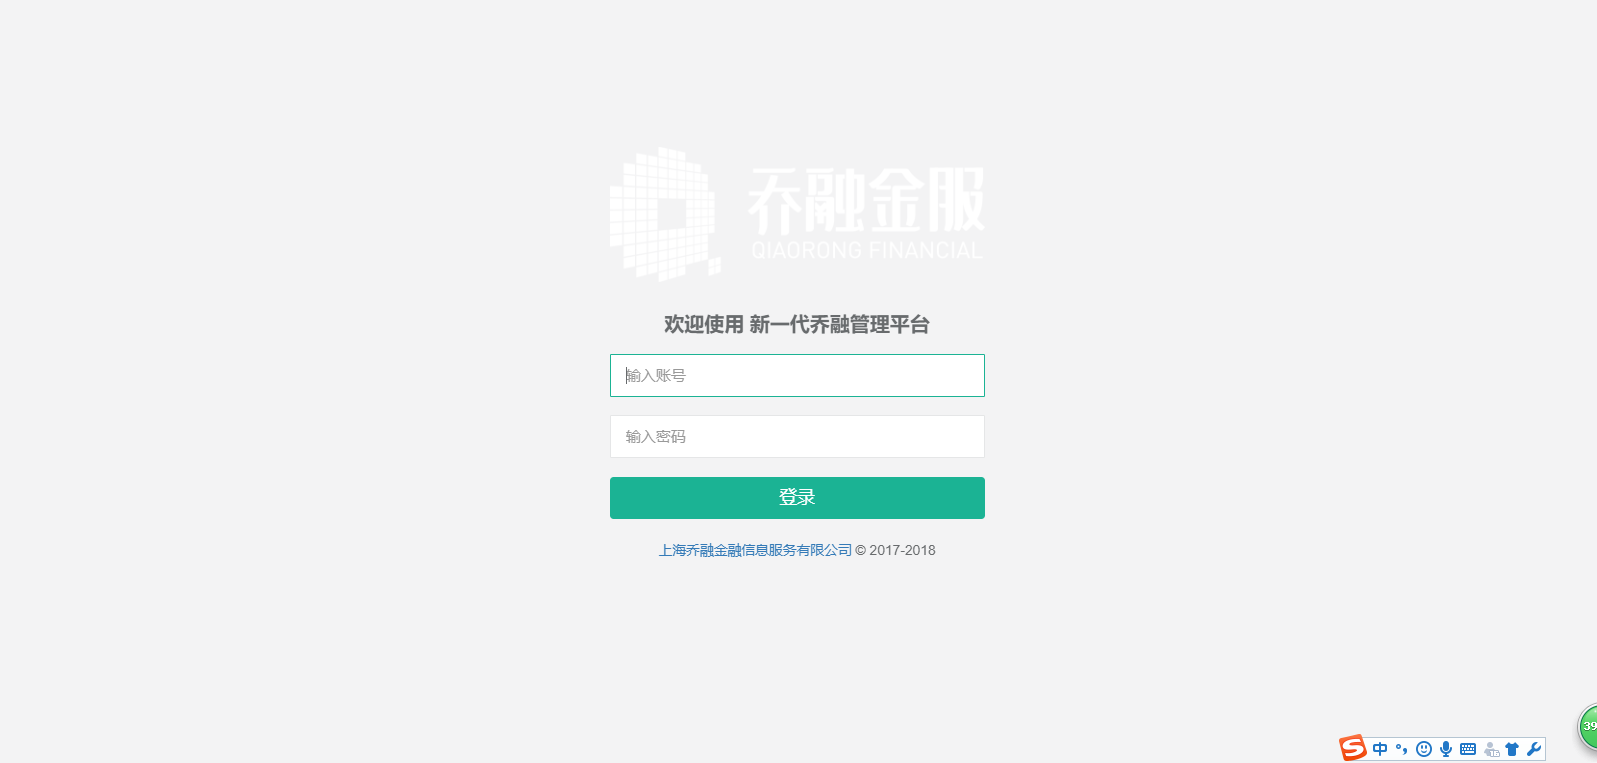 乔融金服
QIAORONG FINANCIAL
欢迎使用 新一代乔融管理平台
输入账号
输入密码
登录
上海乔融金融信息服务有限公司 © 2017-2018
中